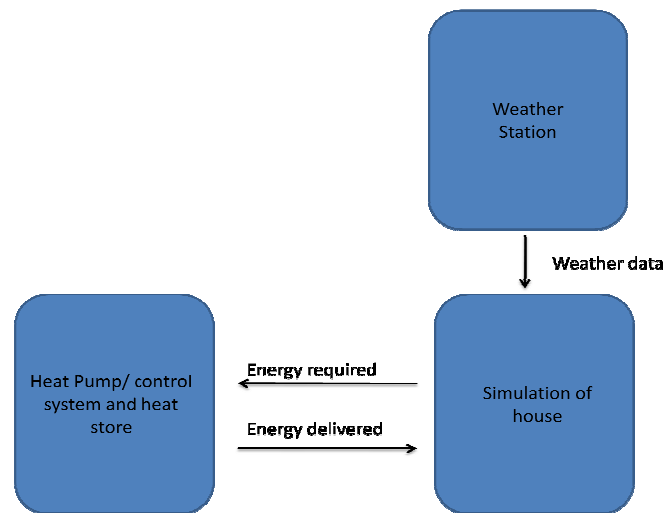 Weather
Station
Weather data
Heat Pump/ control
system and heat
store
Energy required
Energy delivered
Simulation of
house